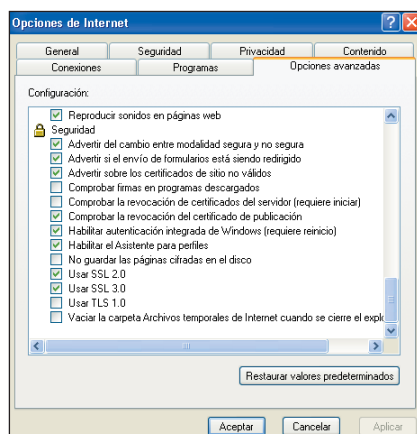 Opciones de Internet
General Seguridad Privacidad Contenido
Conexiones Programas Opciones avanzadas
Configuración:
Reproducir sonidos en páginas web
Seguridad
Advertir del cambio entre modalidad segura y no segura
Advertir si el envío de formularios está siendo redirigido
Advertir sobre los certificados de sitio no válidos
Comprobar firmas en programas descargados
Comprobar la revocación de certificados del servidor (requiere iniciar)
Comprobar la revocación del certificado de publicación
Habilitar autenticación integrada de Windows (requiere reinicio)
Habilitar el Asistente para perfiles
No guardar las páginas cifradas en el disco
Usar SSL 2.0
Usar SSL 3.0
Usar TLS 1.0
Vaciar la carpeta Archivos temporales de Internet cuando se cierre el explo
Restaurar valores predeterminados
Aceptar Cancelar Aplicar